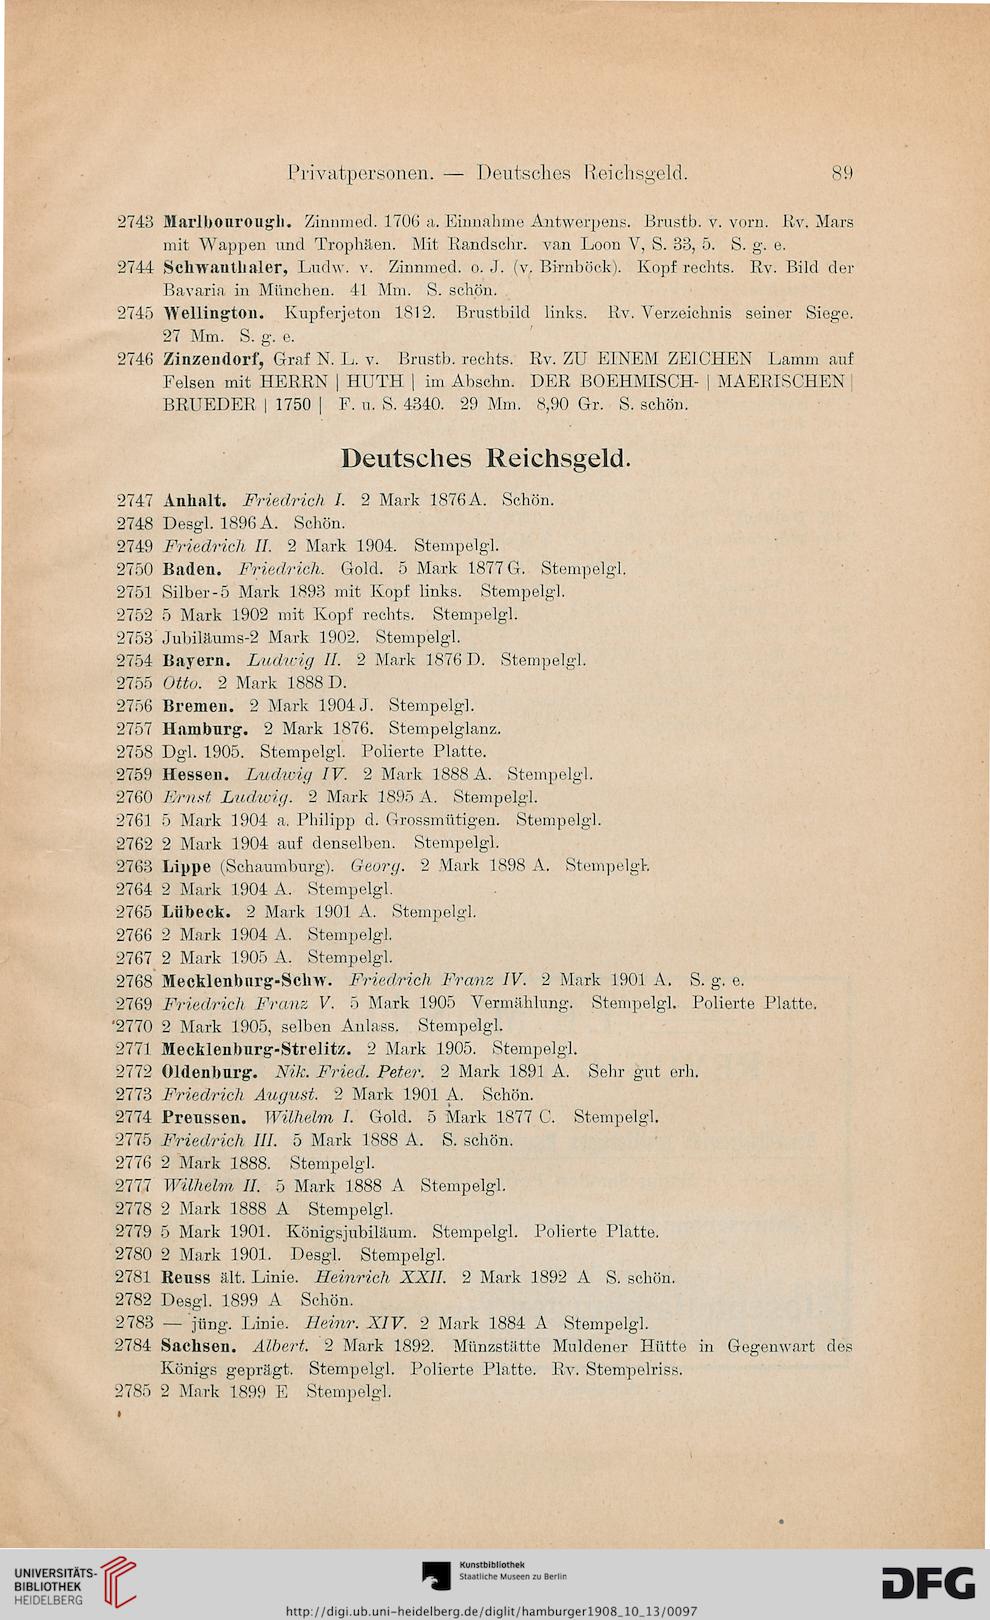 Privatpersonen. — Deutsches Reichsgeld. 89
2743 Marlbourough. Zinnmed. 1706 a. Einnahme Antwerpens. Brustb. v. vorn. Rv. Mars
mit Wappen und Trophäen. Mit Randschr. van Loon V, S. 33, 5. S. g. e.
2744 Schwanthaler, Ludw. v. Zinnmed. o. J. (v. Birnböck). Kopf rechts. Rv. Bild der
Bavaria in München. 41 Mm. S. schön.
2745 Wellington. Kupferjeton 1812. Brustbild links. Rv. Verzeichnis seiner Siege.
27 Mm. S. g. e.
2746 Zinzendorf, Graf N. L. v. Brustb. rechts. Rv. ZU EINEM ZEICHEN Lamm auf
Felsen mit HERRN | HUTH | im Abschn. DER BOEHMISCH- | MAERISCHEN |
BRUEDER | 1750 | F. u. S. 4340. 29 Mm. 8,90 Gr. S. schön.
Deutsches Reichsgeld.
2747 Anhalt. Friedrich I. 2 Mark 1876 A. Schön.
2748 Desgl. 1896 A. Schön.
2749 Friedrich II. 2 Mark 1904. Stempelgl.
2750 Baden. Friedrich. Gold. 5 Mark 1877 G. Stempelgl.
2751 Silber-5 Mark 1893 mit Kopf links. Stempelgl.
2752 5 Mark 1902 mit Kopf rechts. Stempelgl.
2753 Jubiläums-2 Mark 1902. Stempelgl.
2754 Bayern. Ludwig II. 2 Mark 1876 D. Stempelgl.
2755 Otto. 2 Mark 1888 D.
2756 Bremen. 2 Mark 1904 J. Stempelgl.
2757 Hamburg. 2 Mark 1876. Stempelglanz.
2758 Dgl. 1905. Stempelgl. Polierte Platte.
2759 Hessen. Ludwig IV. 2 Mark 1888 A. Stempelgl.
2760 Ernst Ludwig. 2 Mark 1895 A. Stempelgl.
2761 5 Mark 1904 a. Philipp d. Grossmütigen. Stempelgl.
2762 2 Mark 1904 auf denselben. Stempelgl.
2763 Lippe (Schaumburg). Georg. 2 Mark 1898 A. Stempelgl.
2764 2 Mark 1904 A. Stempelgl.
2765 Lübeck. 2 Mark 1901 A. Stempelgl.
2766 2 Mark 1904 A. Stempelgl.
2767 2 Mark 1905 A. Stempelgl.
2768 Mecklenburg-Schw. Friedrich Franz IV. 2 Mark 1901 A. S. g. e.
2769 Friedrich Franz V. 5 Mark 1905 Vermählung. Stempelgl. Polierte Platte.
2770 2 Mark 1905, selben Anlass. Stempelgl.
2771 Mecklenburg-Strelitz. 2 Mark 1905. Stempelgl.
2772 Oldenburg. Nik. Fried. Peter. 2 Mark 1891 A. Sehr gut erh.
2773 Friedrich August. 2 Mark 1901 A. Schön.
2774 Preussen. Wilhelm I. Gold. 5 Mark 1877 C. Stempelgl.
2775 Friedrich III. 5 Mark 1888 A. S. schön.
2776 2 Mark 1888. Stempelgl.
2777 Wilhelm II. 5 Mark 1888 A Stempelgl.
2778 2 Mark 1888 A Stempelgl.
2779 5 Mark 1901. Königsjubiläum. Stempelgl. Polierte Platte.
2780 2 Mark 1901. Desgl. Stempelgl.
2781 Reuss ält. Linie. Heinrich XXII. 2 Mark 1892 A S. schön.
2782 Desgl. 1899 A Schön.
2783 — jüng. Linie. Heinr. XIV. 2 Mark 1884 A Stempelgl.
2784 Sachsen. Albert. 2 Mark 1892. Münzstätte Muldener Hütte in Gegenwart des
Königs geprägt. Stempelgl. Polierte Platte. Rv. Stempelriss.
2785 2 Mark 1899 E Stempelgl.
UNIVERSITÄTS-
BIBLIOTHEK
HEIDELBERG
Kunstbibliothek
Staatliche Museen zu Berlin
DFG
http://digi.ub.uni-heidelberg.de/diglit/hamburger1908_10_13/0097